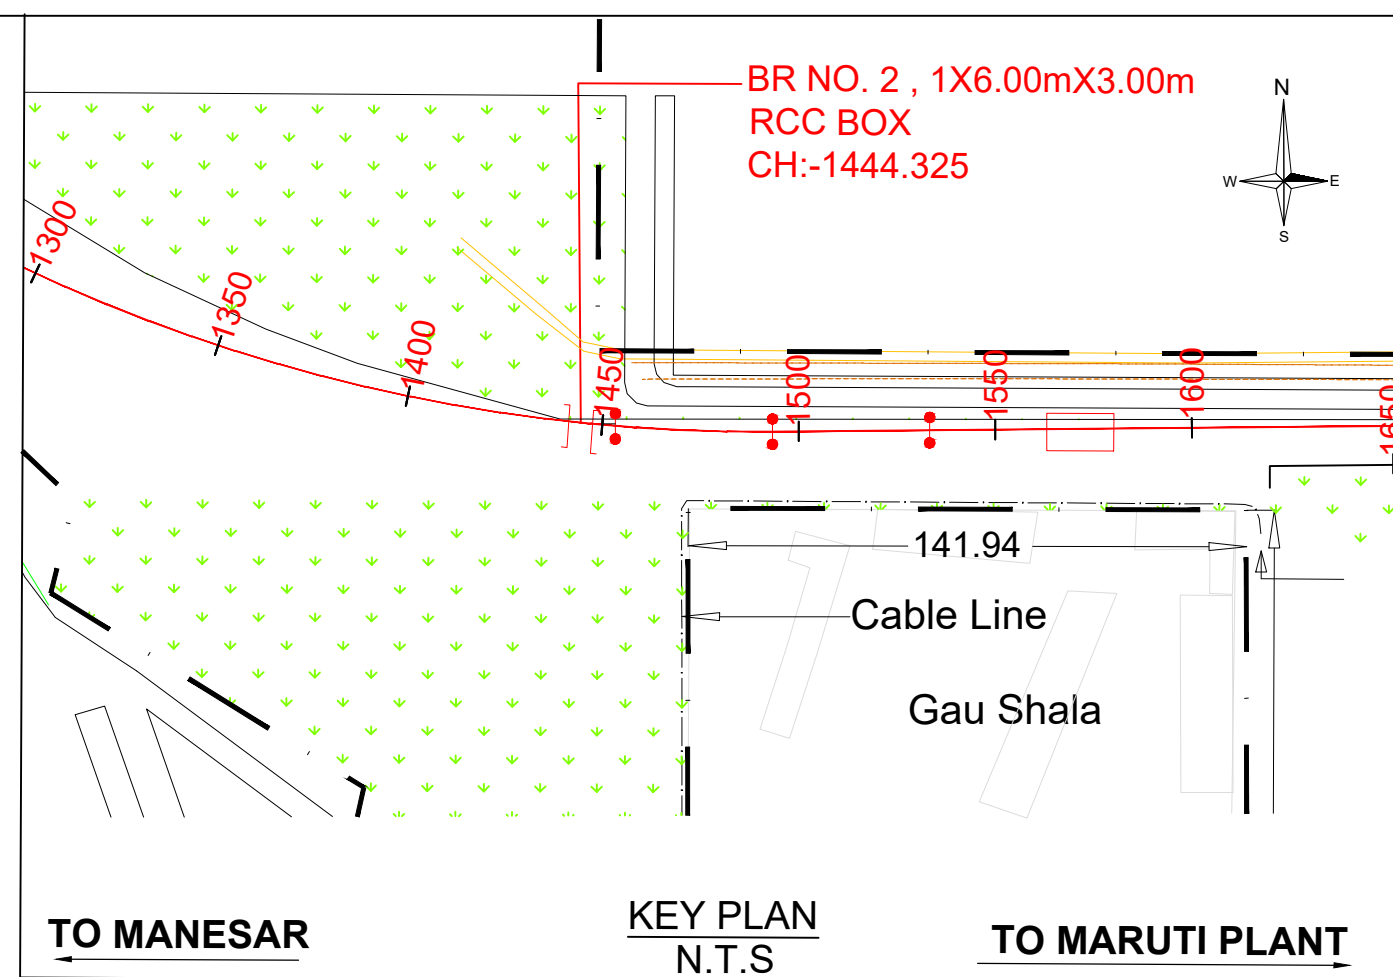 BR NO. 2 , 1X6.00mX3.00m
RCC BOX
CH:-1444.325
N
W
E
S
1300
1350
1400
1450
1500
1550
1600
1650
141.94
Cable Line
Gau Shala
TO MANESAR
KEY PLAN
N.T.S
TO MARUTI PLANT